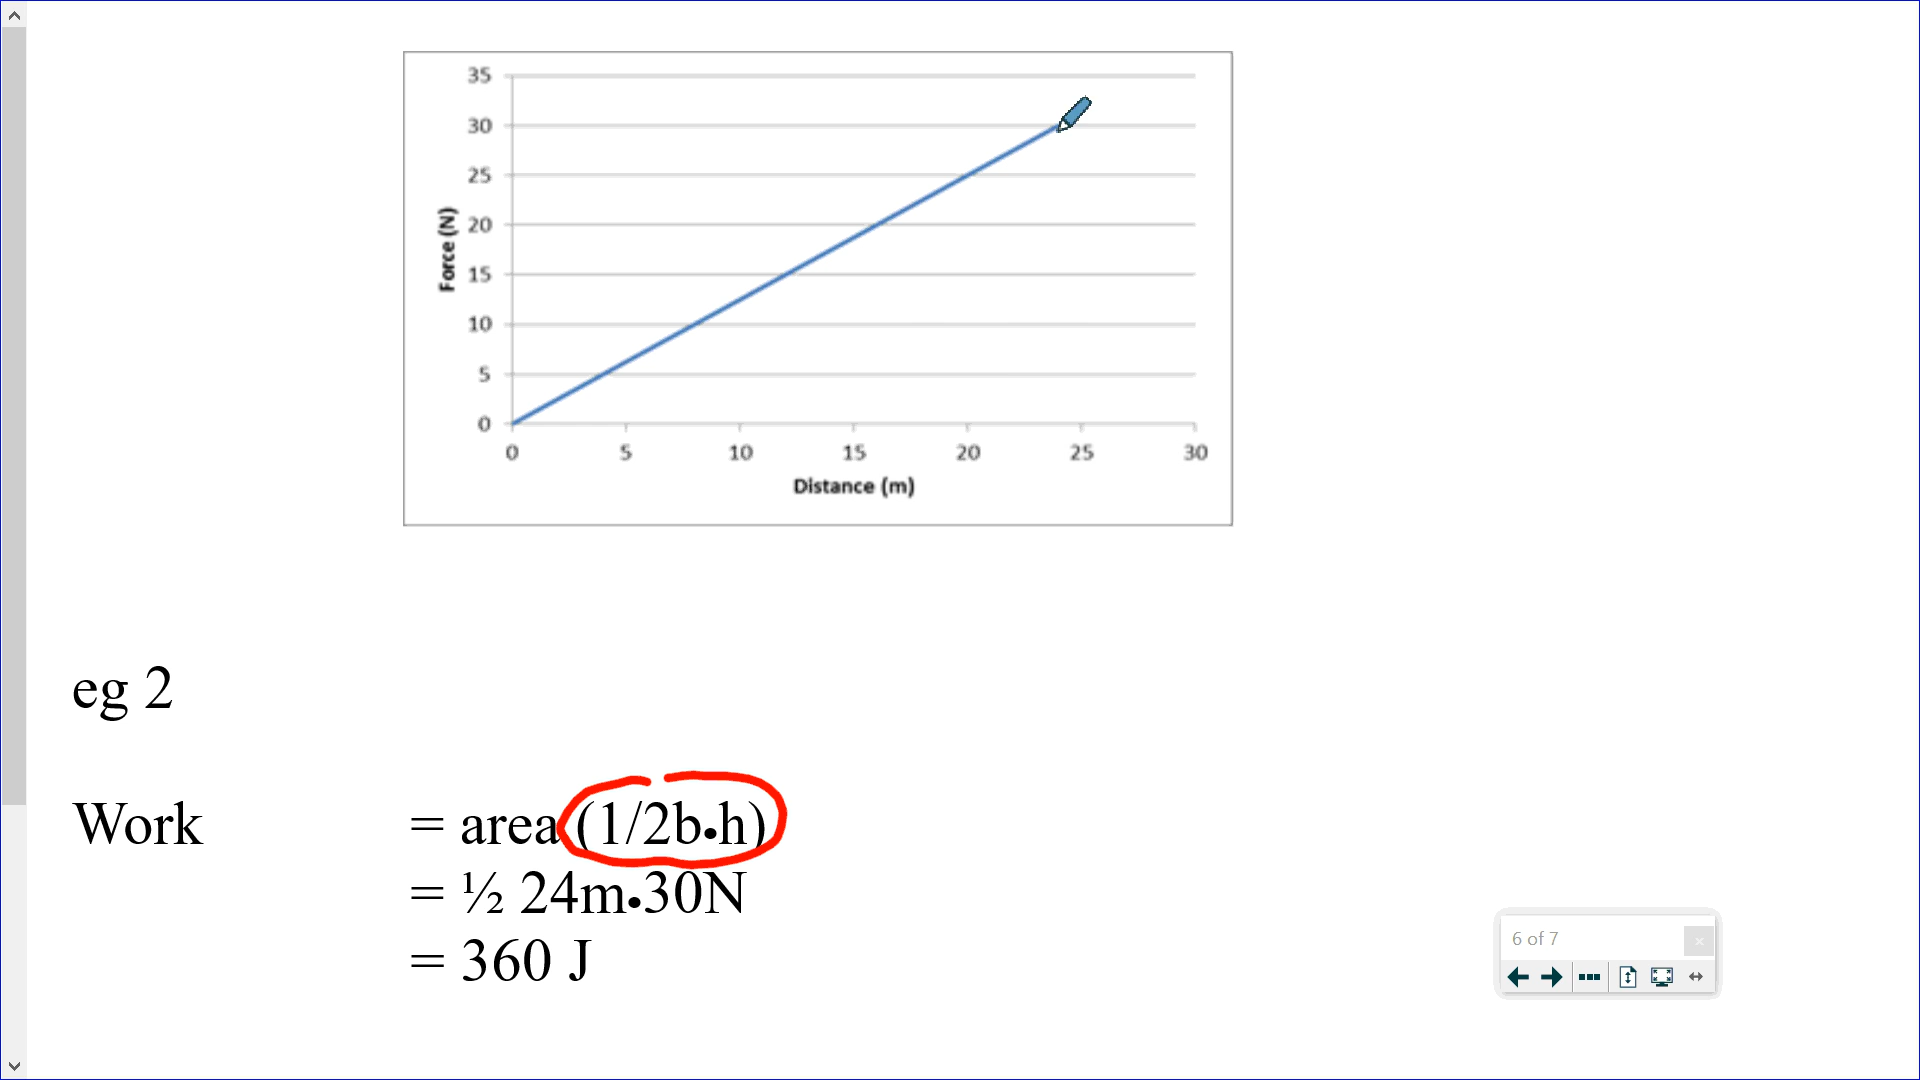 35
30
25
20
15
10
5
0
Force (N)
0 5 10 15 20 25 30
Distance (m)
eg 2
Work = area (1/2b•h)
= ½ 24m•30N
= 360 J
6 of 7